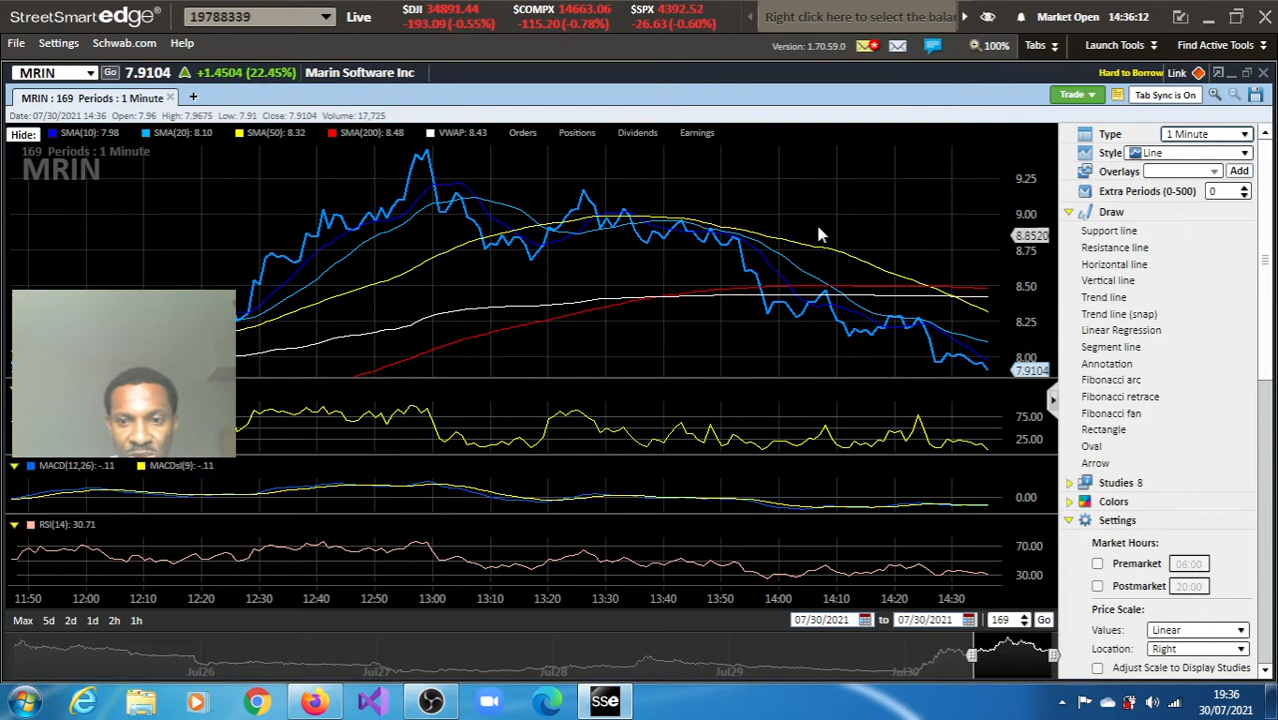 StreetSmart edge® 19788339 Live $DJI 34891.44 -193.09 (-0.55%) $COMPX 14663.06 -115.20 (-0.78%) $SPX 4392.52 -26.63 (-0.60%) Right click here to select the balan Market Open 14:36:12
File Settings Schwab.com Help Version: 1.70.59.0 100% Tabs Launch Tools Find Active Tools
MRIN Go 7.9104 +1.4504 (22.45%) Marin Software Inc Hard to Borrow Link
MRIN : 169 Periods : 1 Minute + Trade Tab Sync is On
Date: 07/30/2021 14:36 Open: 7.96 High: 7.9675 Low: 7.91 Close: 7.9104 Volume: 17,725
Hide: SMA(10): 7.98 SMA(20): 8.10 SMA(50): 8.32 SMA(200): 8.48 VWAP: 8.43 Orders Positions Dividends Earnings
169 Periods : 1 Minute
MRIN
9.25
9.00
8.8520
8.75
8.50
8.25
8.00
7.9104
75.00
25.00
MACD(12,26): -.11 MACDsl(9): -.11
0.00
RSI(14): 30.71
70.00
30.00
11:50 12:00 12:10 12:20 12:30 12:40 12:50 13:00 13:10 13:20 13:30 13:40 13:50 14:00 14:10 14:20 14:30
Max 5d 2d 1d 2h 1h 07/30/2021 to 07/30/2021 169 Go
Jul26 Jul27 Jul28 Jul29 Jul30
Type 1 Minute
Style Line
Overlays Add
Extra Periods (0-500) 0
Draw
Support line
Resistance line
Horizontal line
Vertical line
Trend line
Trend line (snap)
Linear Regression
Segment line
Annotation
Fibonacci arc
Fibonacci retrace
Fibonacci fan
Rectangle
Oval
Arrow
Studies 8
Colors
Settings
Market Hours:
Premarket 06:00
Postmarket 20:00
Price Scale:
Values: Linear
Location: Right
Adjust Scale to Display Studies
sse
19:36
30/07/2021